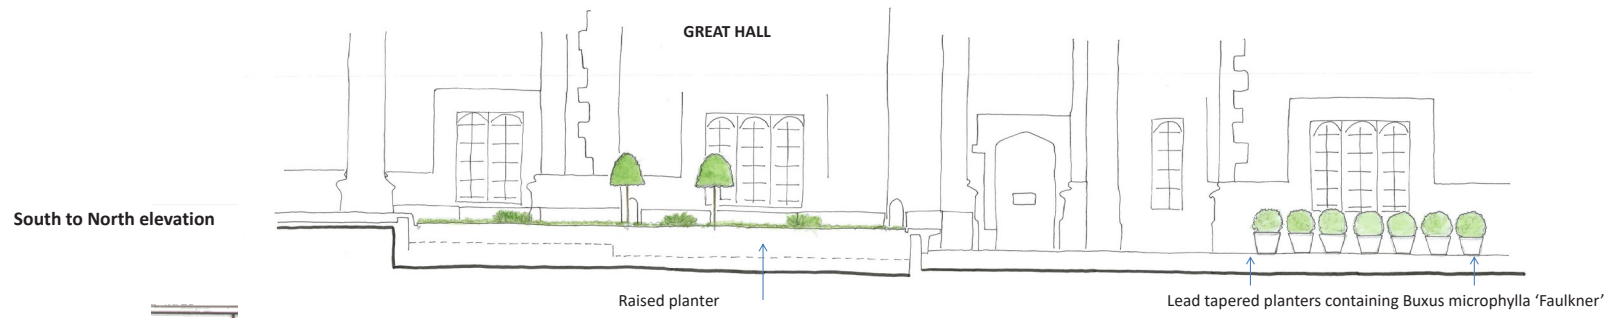 GREAT HALL
South to North elevation
Raised planter
Lead tapered planters containing Buxus microphylla ‘Faulkner’